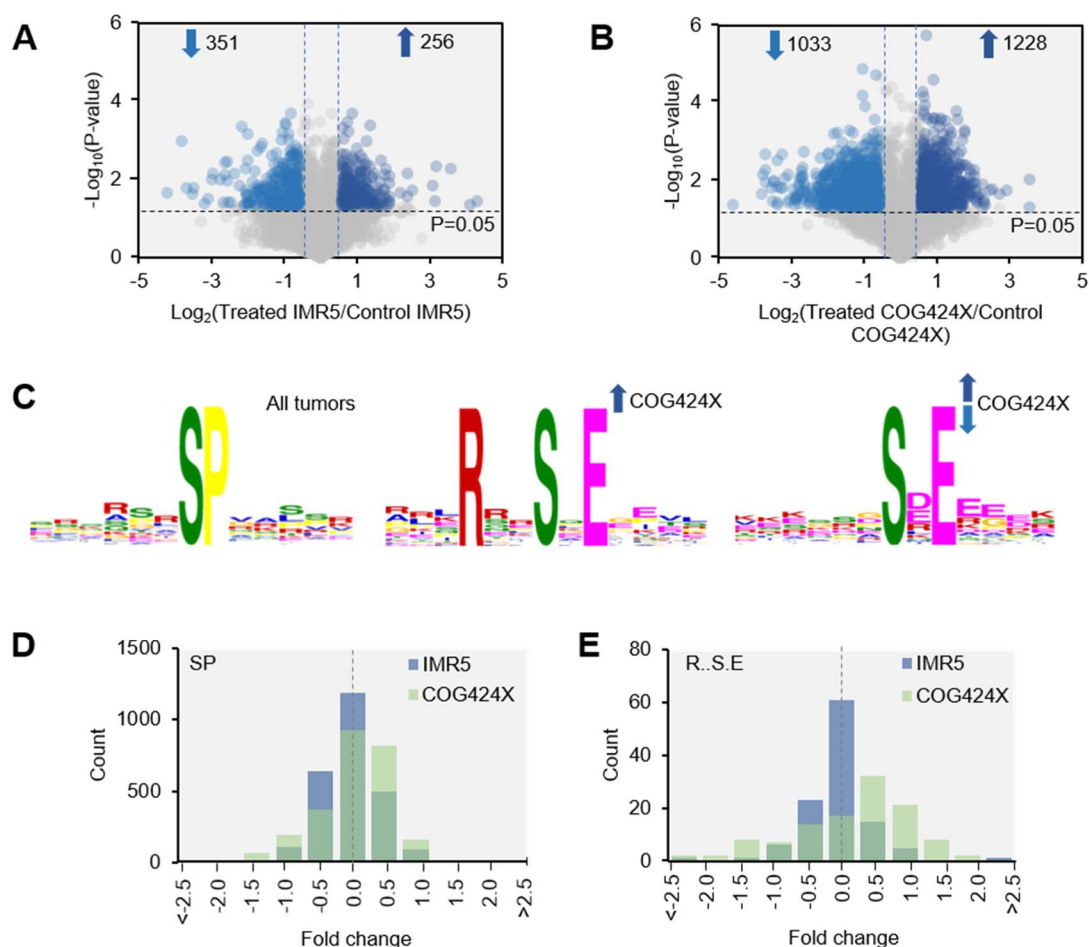 A
6
4
2
0
351
256
P=0.05
-Log10(P-value)
-5 -3 -1 1 3 5
Log2(Treated IMR5/Control IMR5)
B
6
4
2
0
1033
1228
P=0.05
-Log10(P-value)
-5 -3 -1 1 3 5
Log2(Treated COG424X/Control
COG424X)
C
All tumors
COG424X
COG424X
SP
R S E
S E
D
1500
1000
500
0
Count
SP
IMR5
COG424X
<-2.5 -2.0 -1.5 -1.0 -0.5 0.0 0.5 1.0 1.5 2.0 >2.5
Fold change
E
80
60
40
20
0
Count
R..S.E
IMR5
COG424X
<-2.5 -2.0 -1.5 -1.0 -0.5 0.0 0.5 1.0 1.5 2.0 >2.5
Fold change